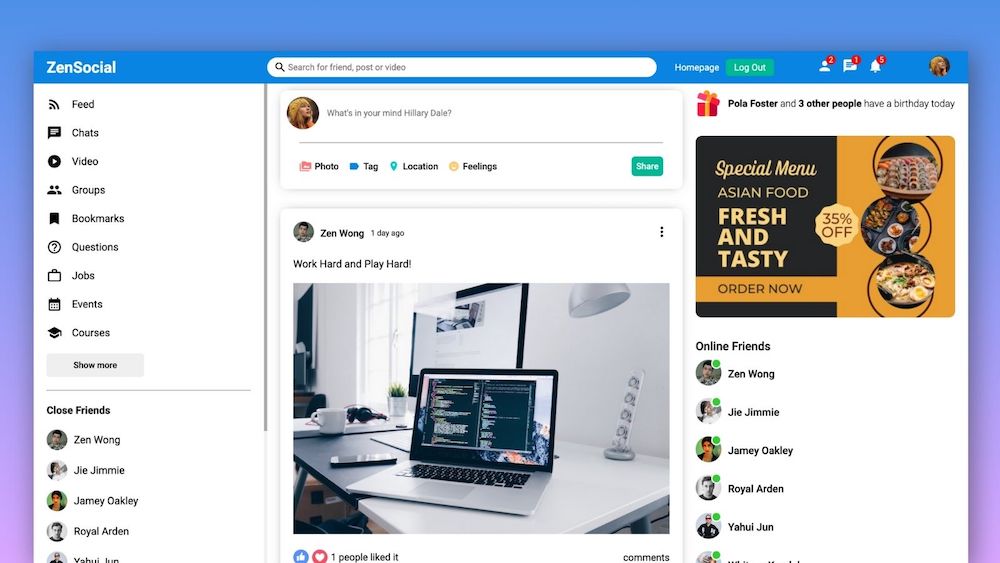 ZenSocial
Search for friend, post or video
Homepage
Log Out
2
1
5
Feed
Chats
Video
Groups
Bookmarks
Questions
Jobs
Events
Courses
Show more
Close Friends
Zen Wong
Jie Jimmie
Jamey Oakley
Royal Arden
Yahui Jun
What's in your mind Hillary Dale?
Photo
Tag
Location
Feelings
Share
Zen Wong 1 day ago
Work Hard and Play Hard!
1 people liked it
comments
Pola Foster and 3 other people have a birthday today
Special Menu
ASIAN FOOD
FRESH
AND
TASTY
35%
OFF
ORDER NOW
Online Friends
Zen Wong
Jie Jimmie
Jamey Oakley
Royal Arden
Yahui Jun